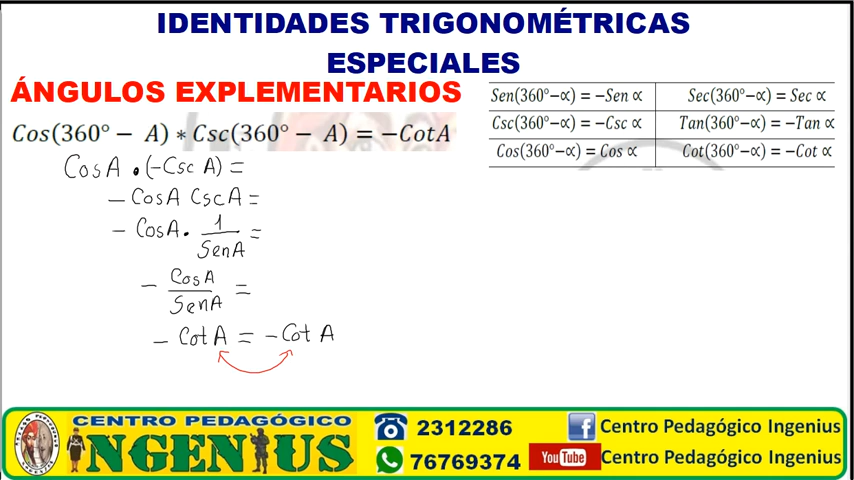 IDENTIDADES TRIGONOMÉTRICAS
ESPECIALES
ÁNGULOS EXPLEMENTARIOS
Cos(360° − A) ∗ Csc(360° − A) = −CotA
Sen(360°−∝) = −Sen ∝ Sec(360°−∝) = Sec ∝
Csc(360°−∝) = −Csc ∝ Tan(360°−∝) = −Tan ∝
Cos(360°−∝) = Cos ∝ Cot(360°−∝) = −Cot ∝
CosA . (−Csc A) =
− CosA CscA =
− CosA . 1/SenA =
− CosA/SenA =
− Cot A = − Cot A
CENTRO PEDAGÓGICO
INGENIUS
2312286
76769374
f Centro Pedagógico Ingenius
YouTube Centro Pedagógico Ingenius